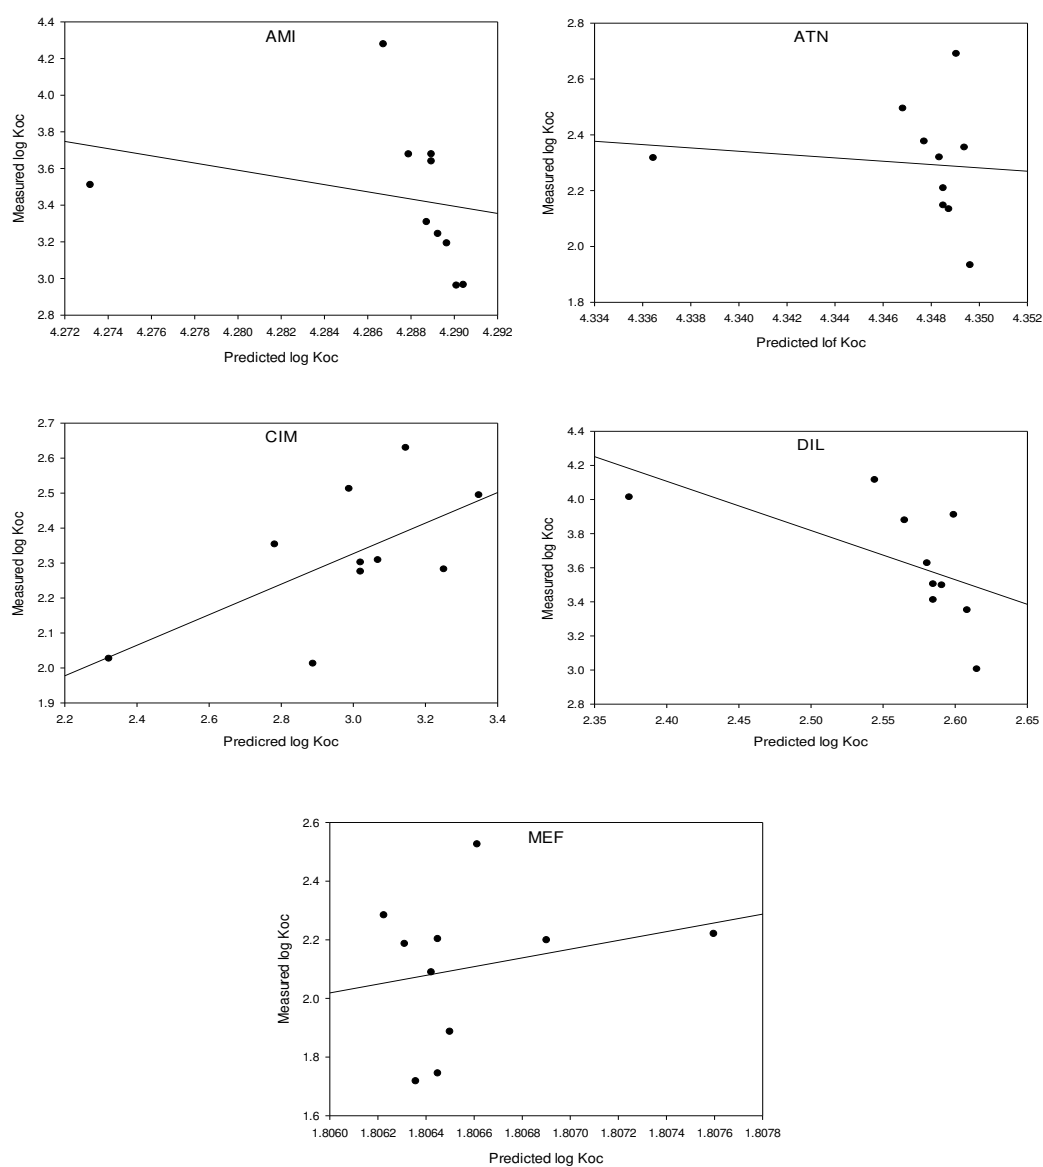 AMI
4.4
4.2
4.0
3.8
3.6
3.4
3.2
3.0
2.8
Measured log Koc
4.272 4.274 4.276 4.278 4.280 4.282 4.284 4.286 4.288 4.290 4.292
Predicted log Koc
ATN
2.8
2.6
2.4
2.2
2.0
1.8
Measured log Koc
4.334 4.336 4.338 4.340 4.342 4.344 4.346 4.348 4.350 4.352
Predicted lof Koc
CIM
2.7
2.6
2.5
2.4
2.3
2.2
2.1
2.0
1.9
Measured log Koc
2.2 2.4 2.6 2.8 3.0 3.2 3.4
Predicred log Koc
DIL
4.4
4.2
4.0
3.8
3.6
3.4
3.2
3.0
2.8
Measured log Koc
2.35 2.40 2.45 2.50 2.55 2.60 2.65
Predicted log Koc
MEF
2.6
2.4
2.2
2.0
1.8
1.6
Measured log Koc
1.8060 1.8062 1.8064 1.8066 1.8068 1.8070 1.8072 1.8074 1.8076 1.8078
Predicted log Koc